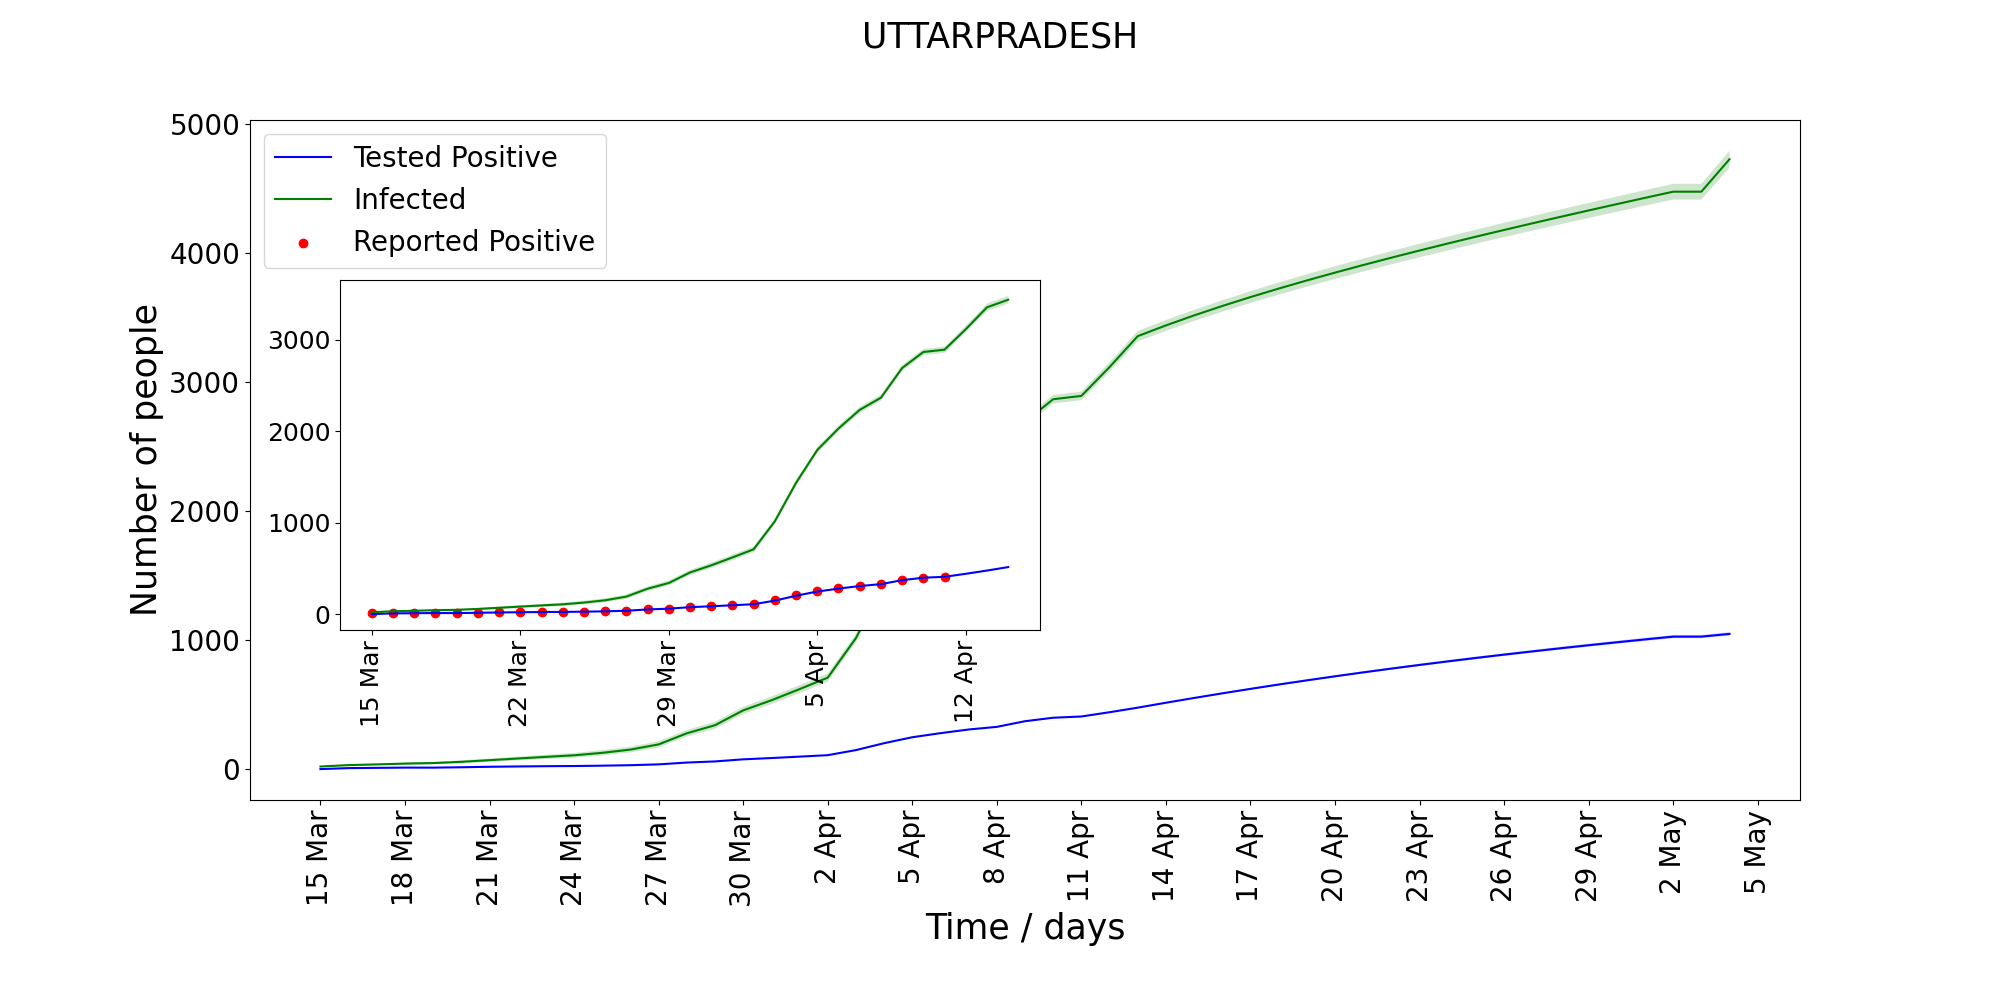 UTTARPRADESH
Tested Positive
Infected
Reported Positive
Number of people
5000
4000
3000
2000
1000
0
3000
2000
1000
0
15 Mar
22 Mar
29 Mar
5 Apr
12 Apr
15 Mar
18 Mar
21 Mar
24 Mar
27 Mar
30 Mar
2 Apr
5 Apr
8 Apr
11 Apr
14 Apr
17 Apr
20 Apr
23 Apr
26 Apr
29 Apr
2 May
5 May
Time / days